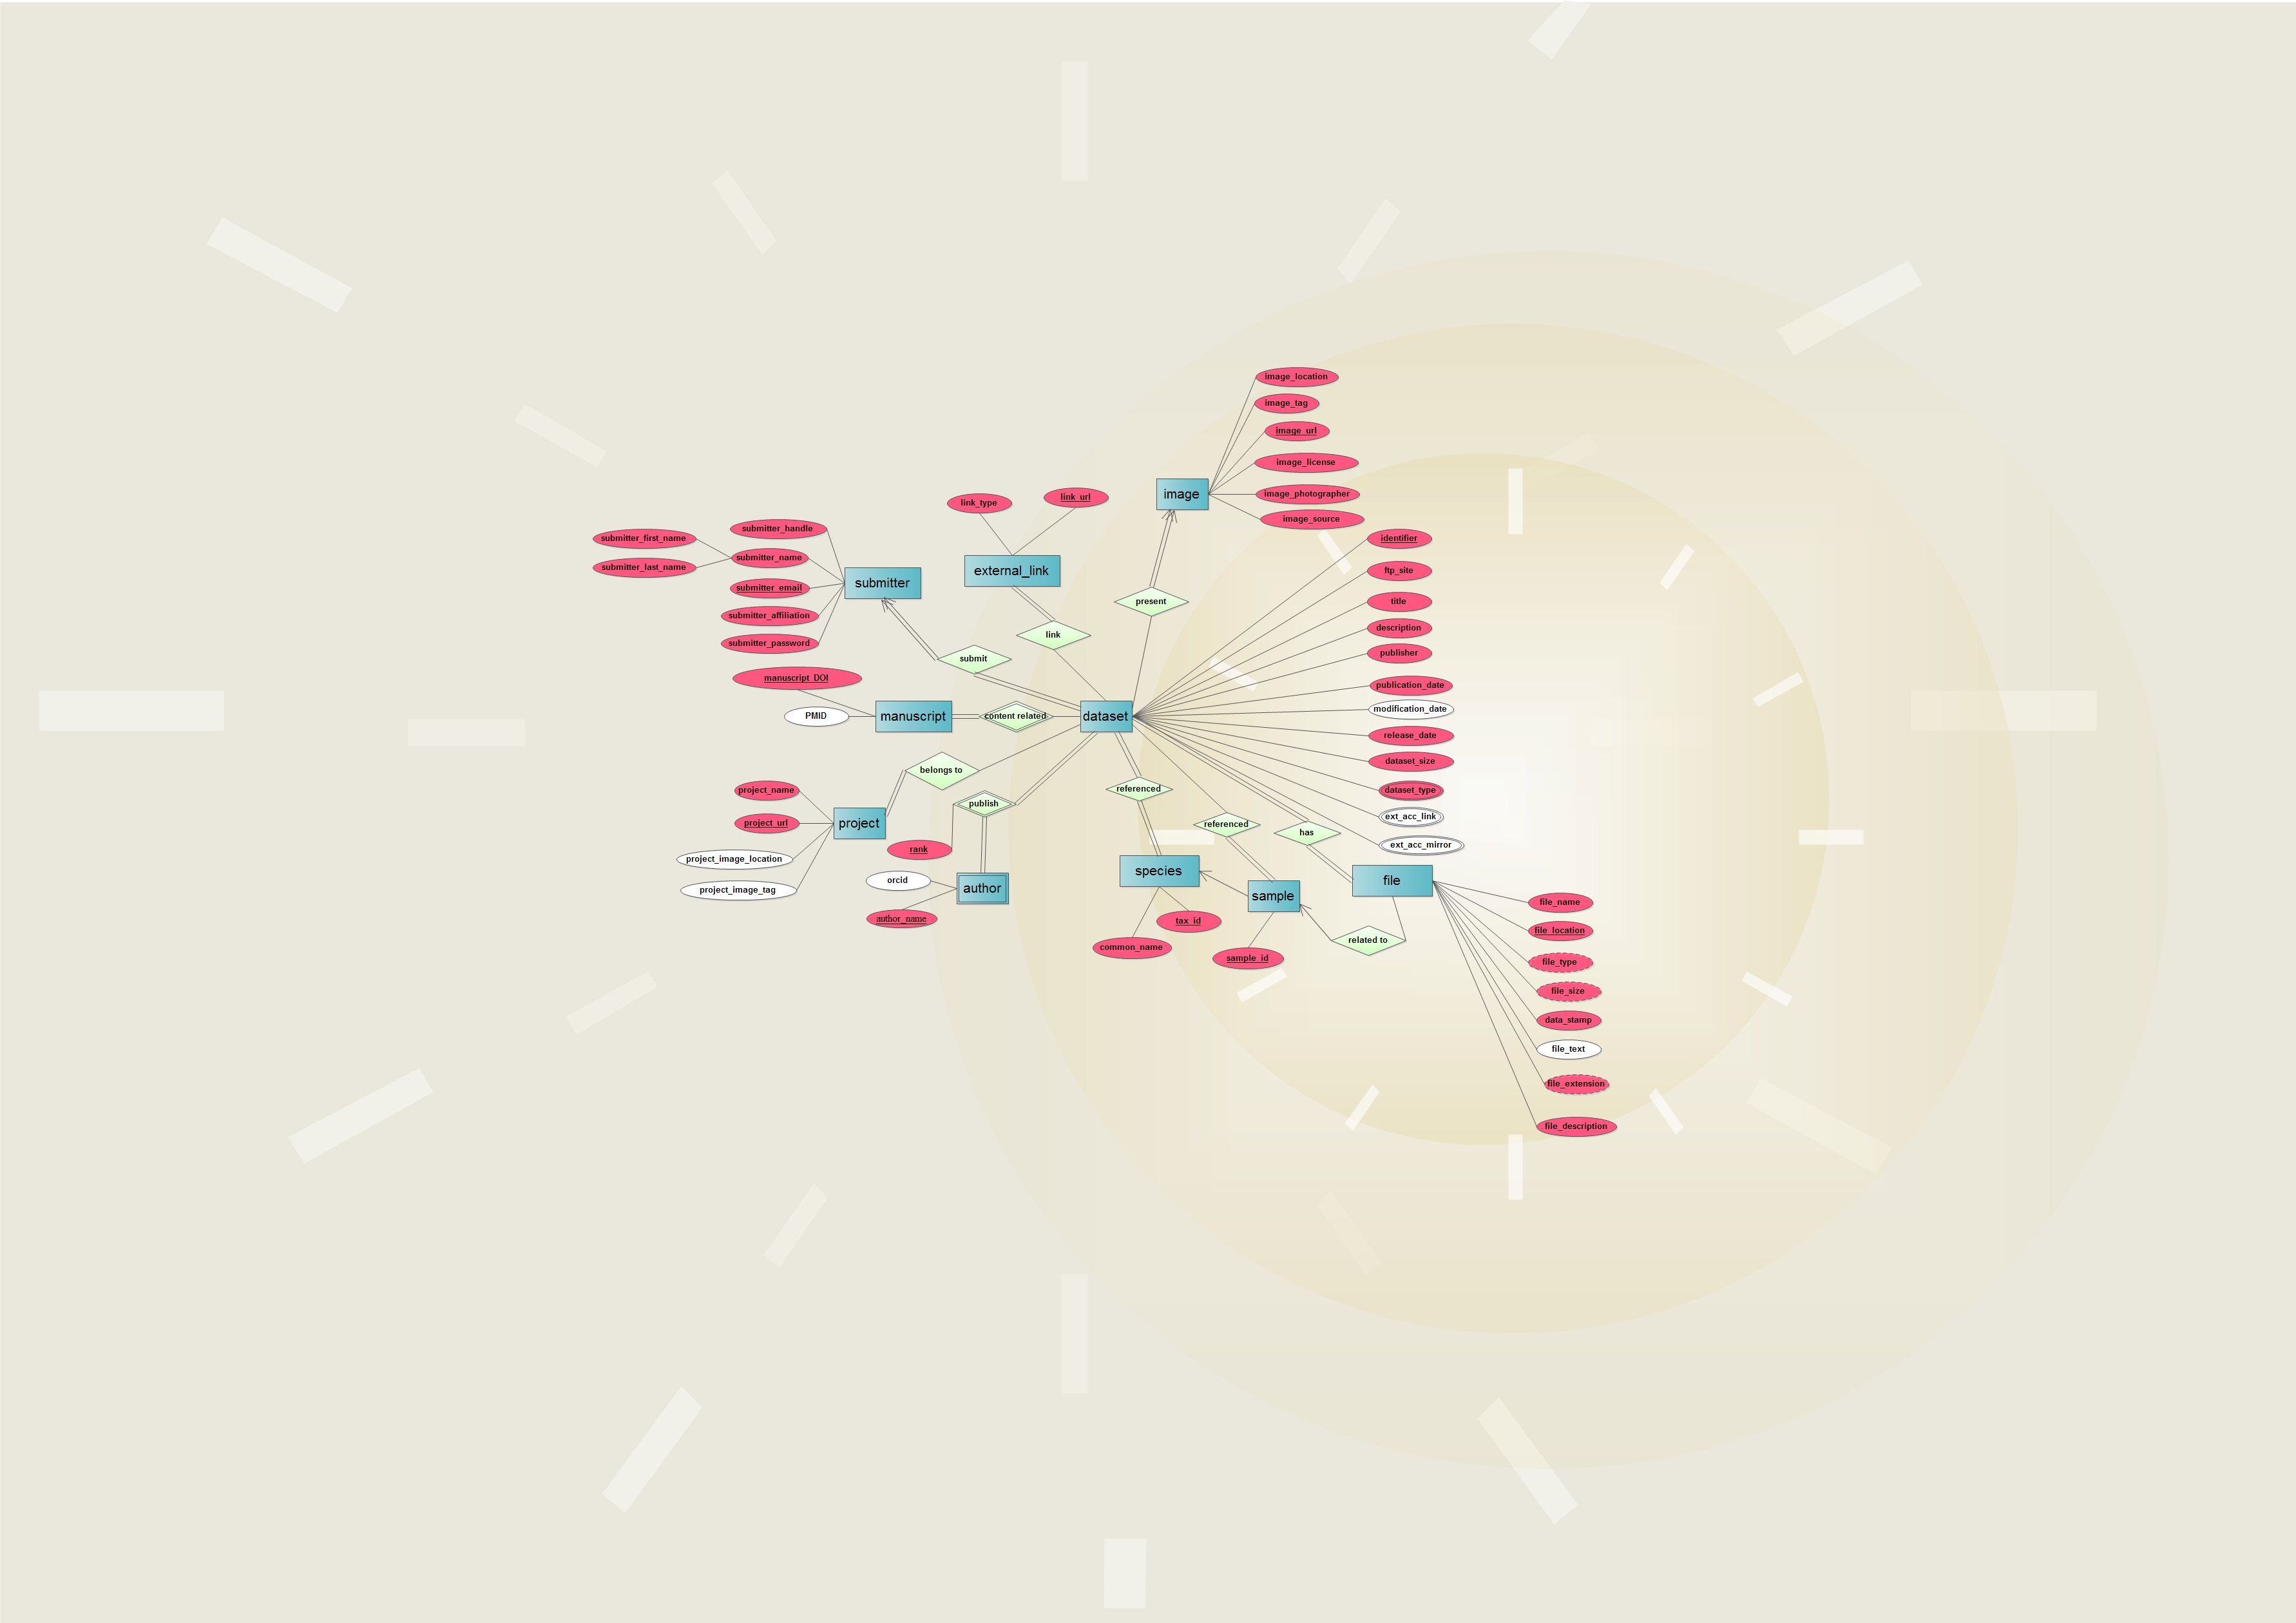 image_location
image_tag
image_url
image_license
image
image_photographer
image_source
link_type
link_url
submitter_handle
submitter_first_name
submitter_name
submitter_last_name
submitter_email
submitter_affiliation
submitter_password
submitter
external_link
present
link
submit
identifier
ftp_site
title
description
publisher
publication_date
modification_date
release_date
dataset_size
dataset_type
ext_acc_link
ext_acc_mirror
manuscript_DOI
PMID
manuscript
content related
dataset
belongs to
project_name
project_url
project_image_location
project_image_tag
project
publish
rank
orcid
author_name
author
referenced
referenced
has
species
sample
file
tax_id
common_name
sample_id
related to
file_name
file_location
file_type
file_size
data_stamp
file_text
file_extension
file_description